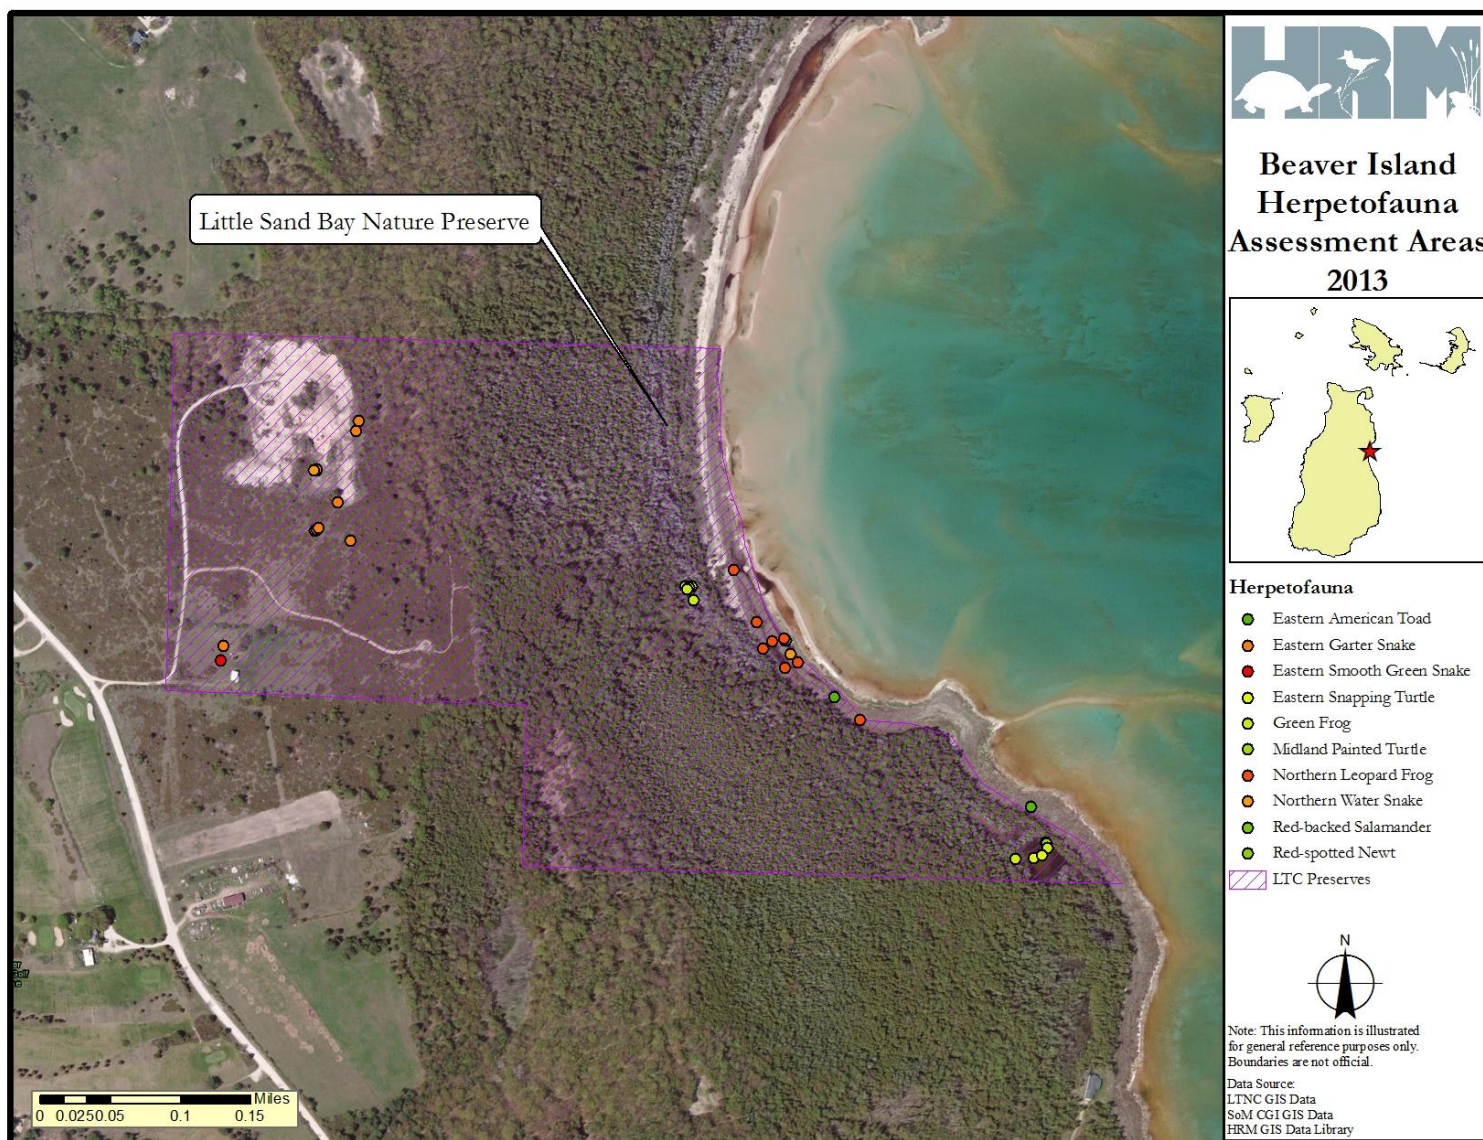 Little Sand Bay Nature Preserve
HRM
Beaver Island
Herpetofauna
Assessment Areas
2013
Herpetofauna
Eastern American Toad
Eastern Garter Snake
Eastern Smooth Green Snake
Eastern Snapping Turtle
Green Frog
Midland Painted Turtle
Northern Leopard Frog
Northern Water Snake
Red-backed Salamander
Red-spotted Newt
LTC Preserves
N
Note: This information is illustrated
for general reference purposes only.
Boundaries are not official.
Data Source:
LTNC GIS Data
SoM CGI GIS Data
HRM GIS Data Library
Miles
0 0.025 0.05 0.1 0.15